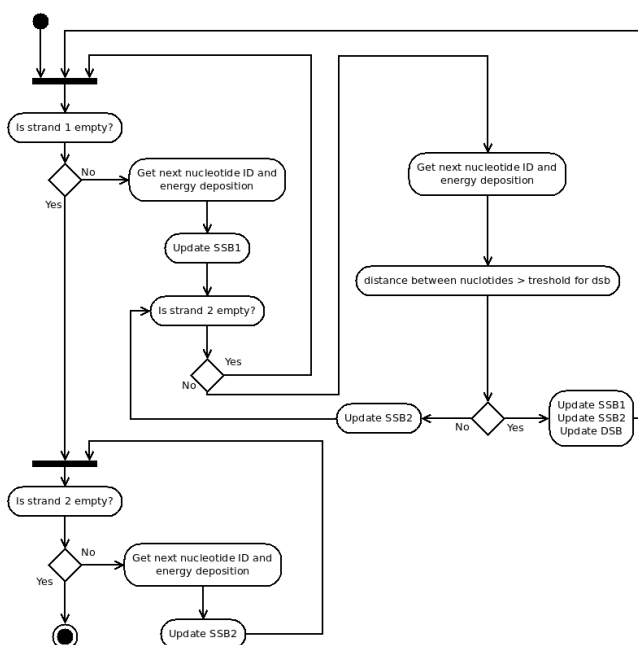 Is strand 1 empty?
No
Yes
Get next nucleotide ID and
energy deposition
Update SSB1
Is strand 2 empty?
Yes
No
Get next nucleotide ID and
energy deposition
distance between nuclotides > treshold for dsb
No
Yes
Update SSB2
Update SSB1
Update SSB2
Update DSB
Is strand 2 empty?
No
Yes
Get next nucleotide ID and
energy deposition
Update SSB2